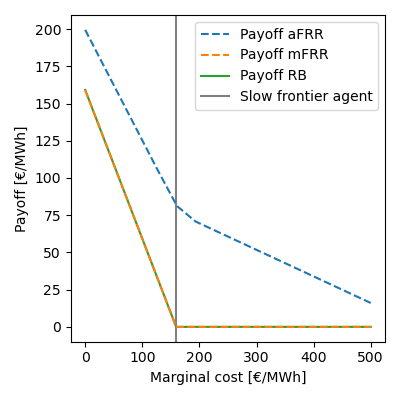 Payoff aFRR
Payoff mFRR
Payoff RB
Slow frontier agent
Payoff [€/MWh]
200
175
150
125
100
75
50
25
0
0 100 200 300 400 500
Marginal cost [€/MWh]